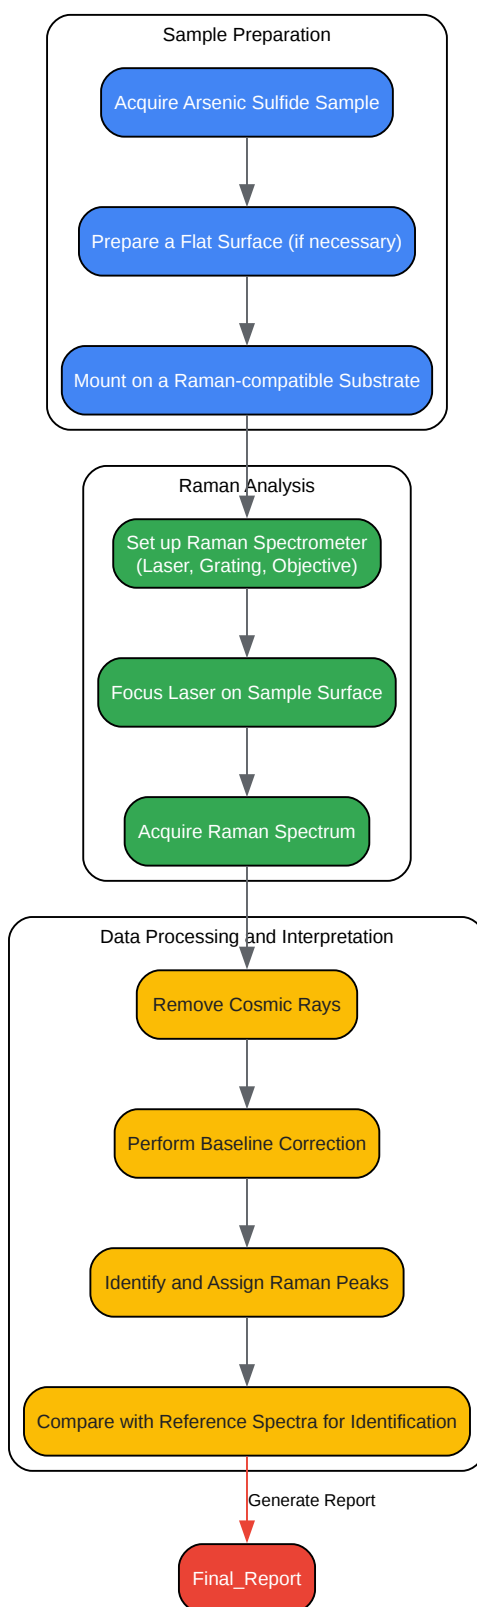 Sample Preparation
Acquire Arsenic Sulfide Sample
Prepare a Flat Surface (if necessary)
Mount on a Raman-compatible Substrate
Raman Analysis
Set up Raman Spectrometer
(Laser, Grating, Objective)
Focus Laser on Sample Surface
Acquire Raman Spectrum
Data Processing and Interpretation
Remove Cosmic Rays
Perform Baseline Correction
Identify and Assign Raman Peaks
Compare with Reference Spectra for Identification
Generate Report
Final_Report